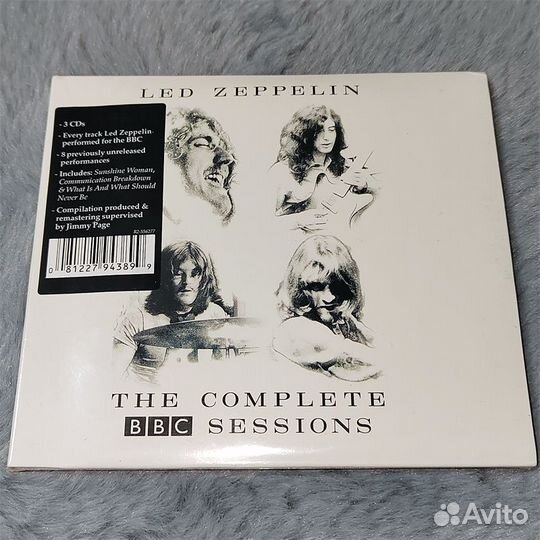 LED ZEPPELIN
- 3 CDs
- Every track Led Zeppelin
performed for the BBC
- 8 previously unreleased
performances
- Includes: Sunshine Woman,
Communication Breakdown
& What Is And What Should
Never Be
- Compilation produced &
remastering supervised
by Jimmy Page
R2-556277
0 81227 94389 9
THE COMPLETE
BBC SESSIONS
Avito